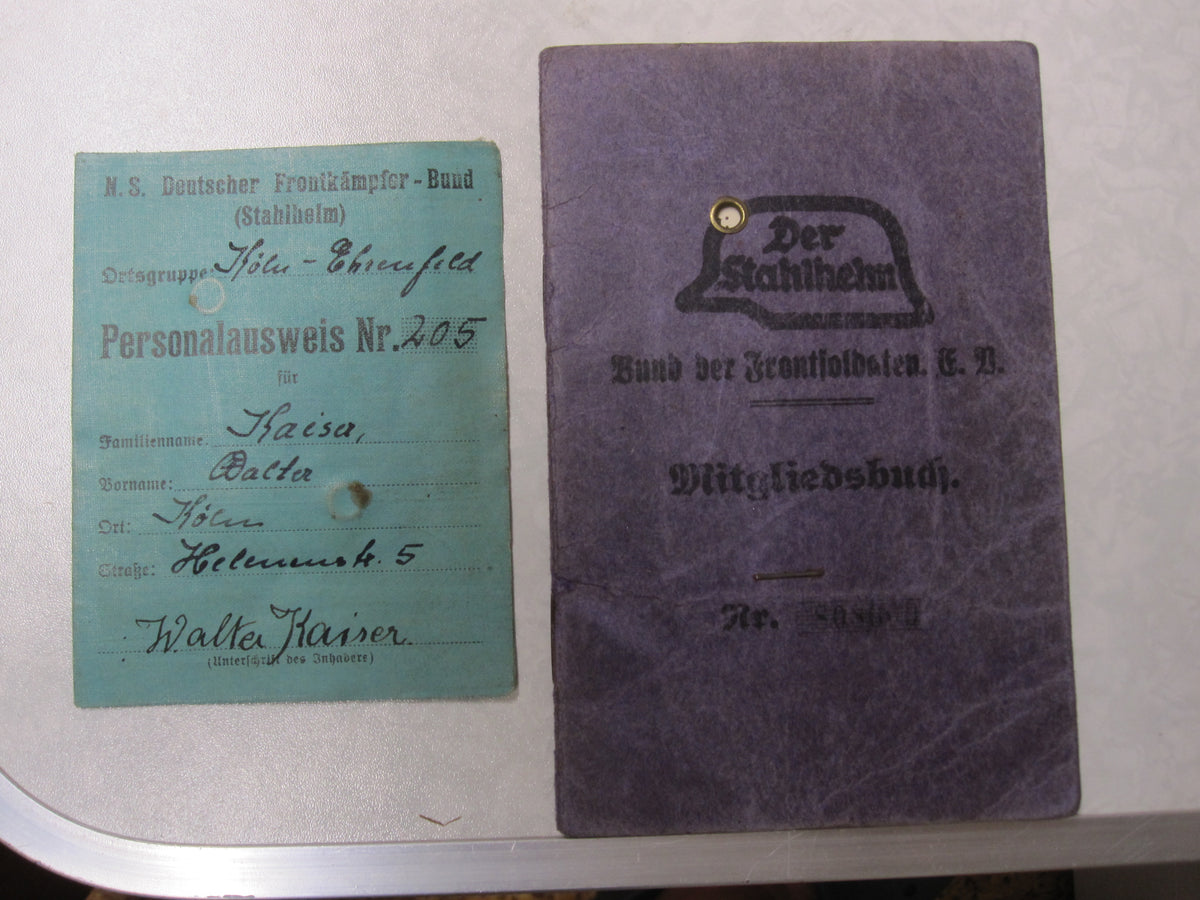 N. S. Deutscher Frontkämpfer - Bund
(Stahlhelm)
Ortsgruppe: Köln - Ehrenfeld
Personalausweis Nr. 205
für
Familienname: Kaiser,
Vorname: Walter
Ort: Köln
Straße: Helenenstr. 5
Walter Kaiser
(Unterschrift des Inhabers)
Der
Stahlhelm
Bund der Frontsoldaten. E. V.
Mitgliedsbuch.
Nr.